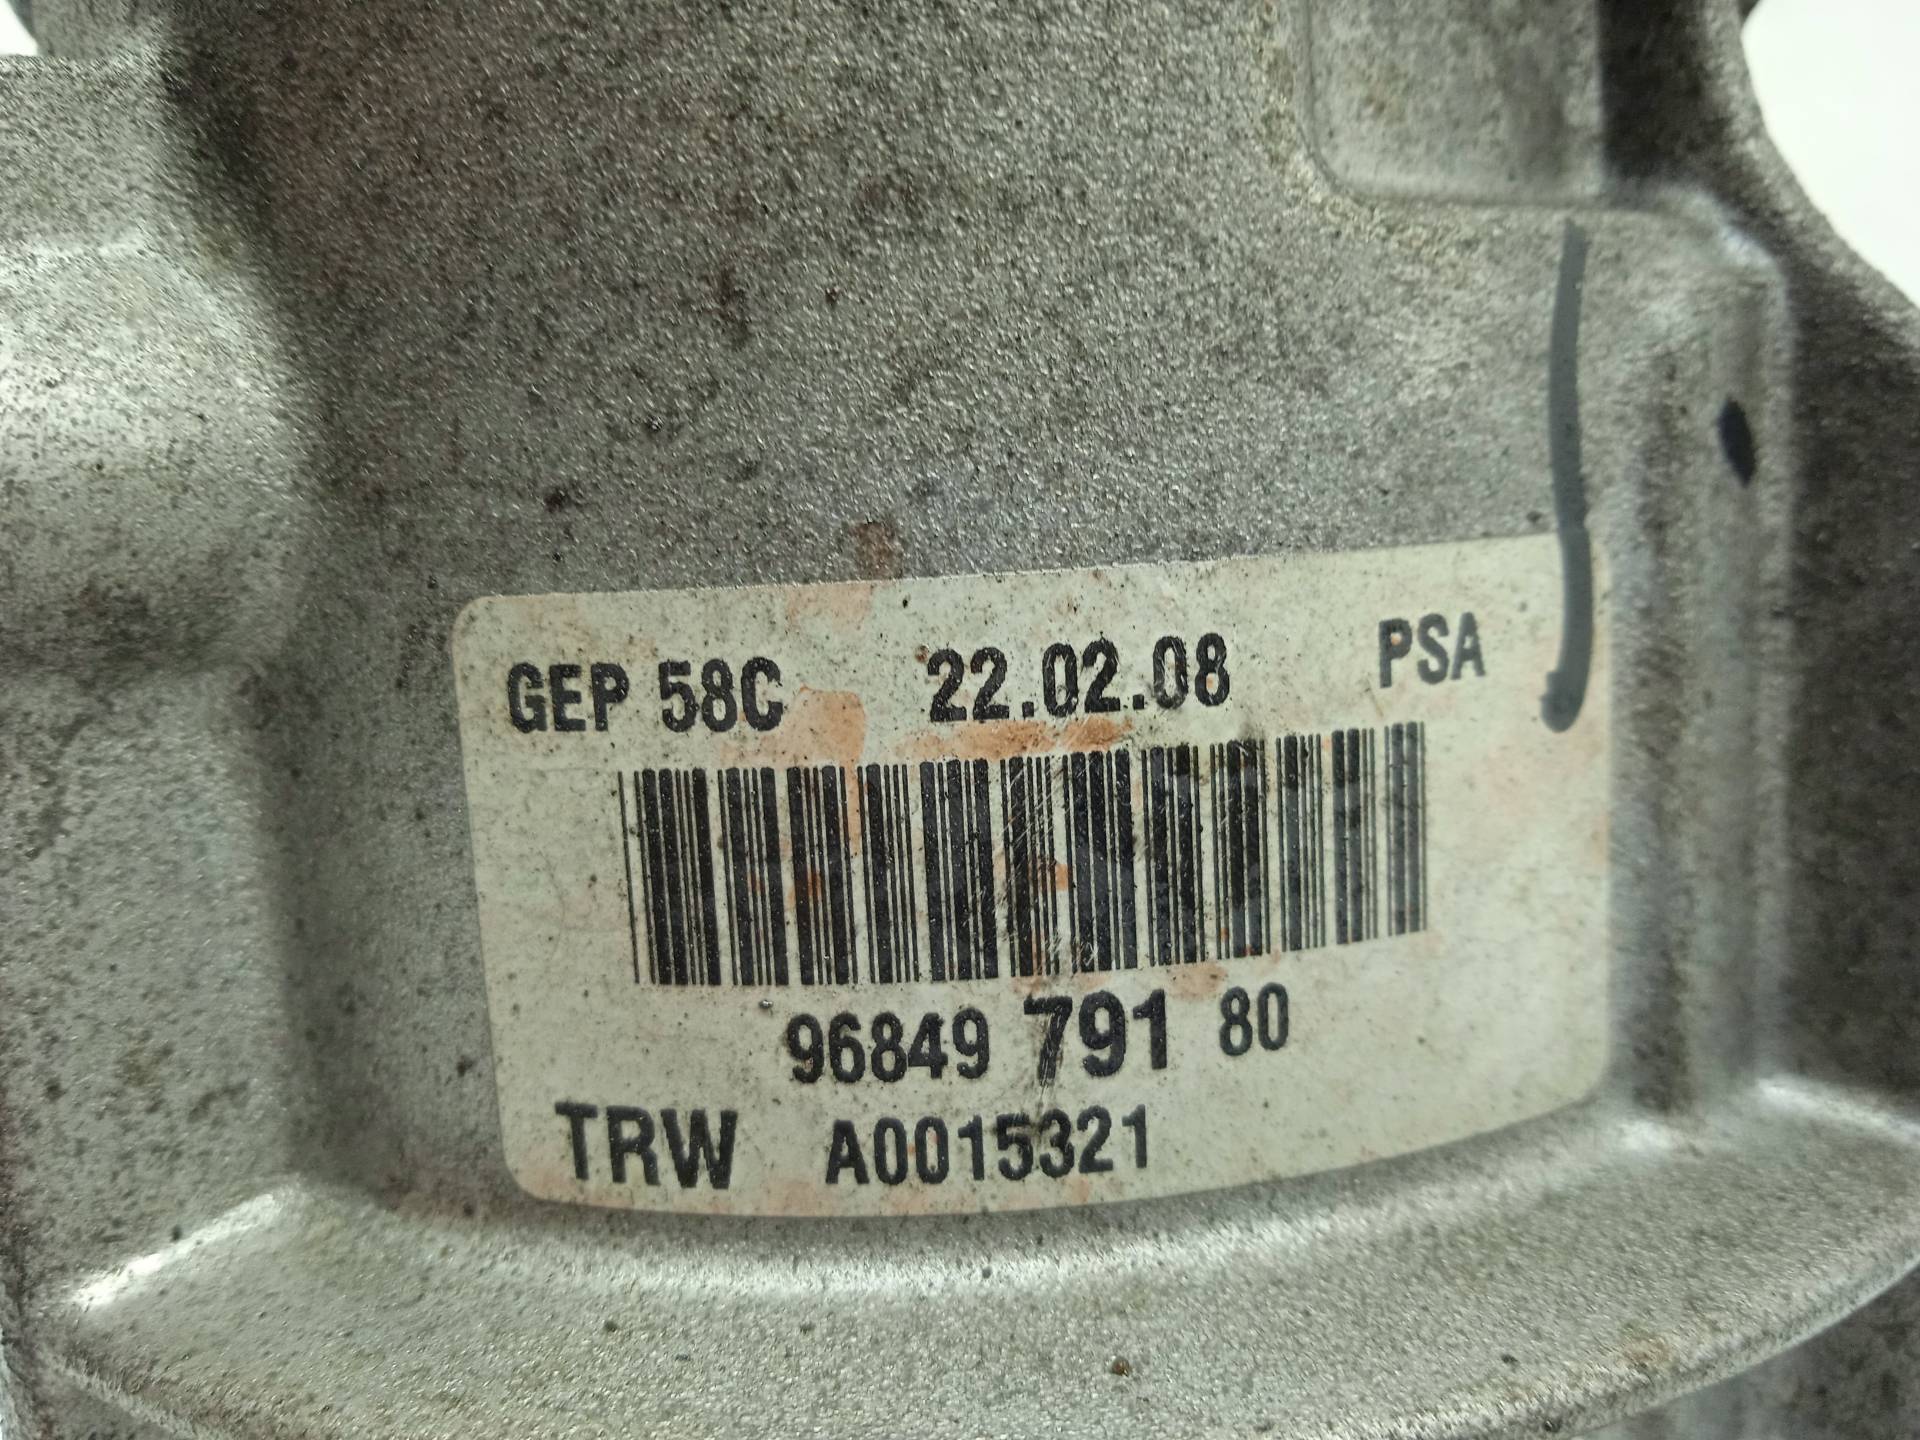 GEP 58C 22.02.08 PSA
96849 791 80
TRW A0015321